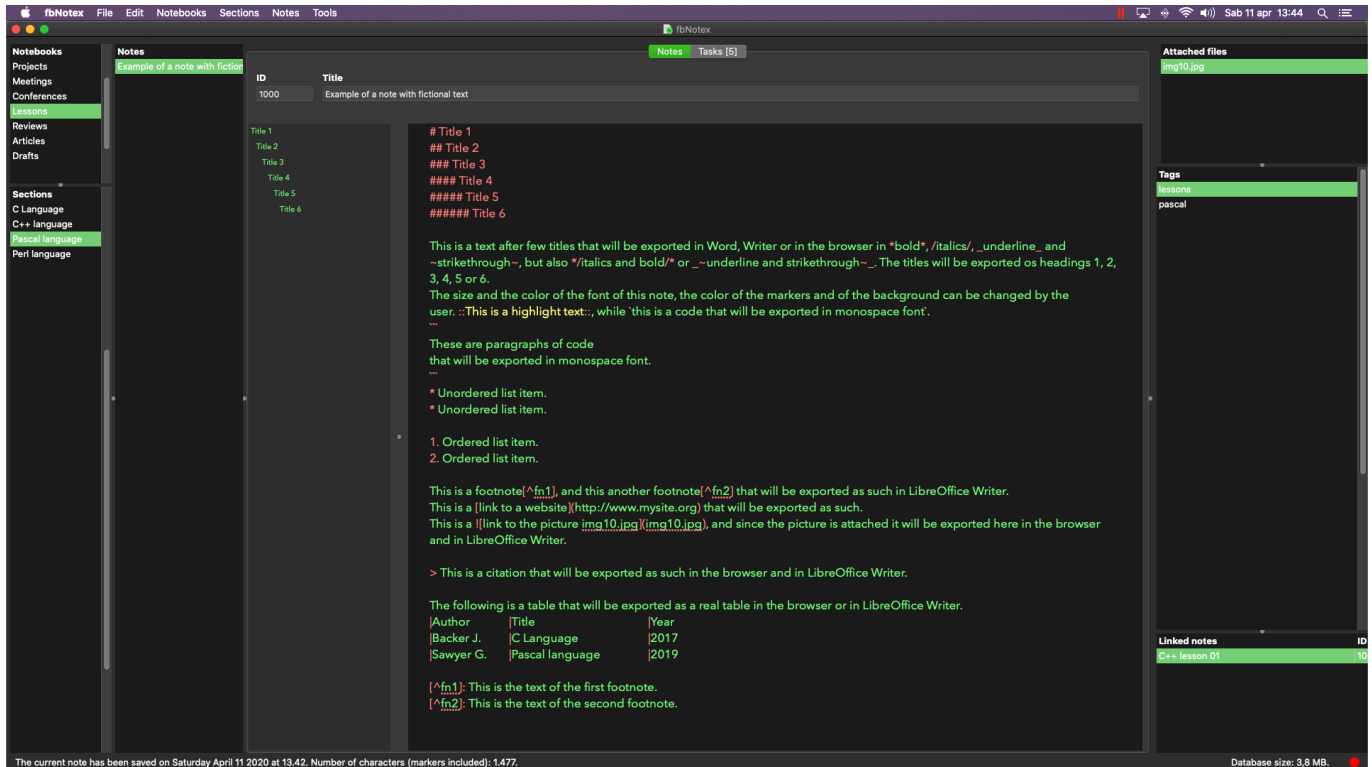 fbNotex File Edit Notebooks Sections Notes Tools Sab 11 apr 13:44
fbNotex
Notebooks
Projects
Meetings
Conferences
Lessons
Reviews
Articles
Drafts
Sections
C Language
C++ language
Pascal language
Perl language
Notes
Example of a note with fiction
Notes Tasks [5]
ID Title
1000 Example of a note with fictional text
Title 1
Title 2
Title 3
Title 4
Title 5
Title 6
# Title 1
## Title 2
### Title 3
#### Title 4
##### Title 5
###### Title 6
This is a text after few titles that will be exported in Word, Writer or in the browser in *bold*, /italics/, _underline_ and
~strikethrough~, but also */italics and bold/* or _~underline and strikethrough~_. The titles will be exported os headings 1, 2,
3, 4, 5 or 6.
The size and the color of the font of this note, the color of the markers and of the background can be changed by the
user. ::This is a highlight text::, while `this is a code that will be exported in monospace font`.
```
These are paragraphs of code
that will be exported in monospace font.
```
* Unordered list item.
* Unordered list item.
1. Ordered list item.
2. Ordered list item.
This is a footnote[^fn1], and this another footnote[^fn2] that will be exported as such in LibreOffice Writer.
This is a [link to a website](http://www.mysite.org) that will be exported as such.
This is a ![link to the picture img10.jpg](img10.jpg), and since the picture is attached it will be exported here in the browser
and in LibreOffice Writer.
> This is a citation that will be exported as such in the browser and in LibreOffice Writer.
The following is a table that will be exported as a real table in the browser or in LibreOffice Writer.
|Author |Title |Year
|Backer J. |C Language |2017
|Sawyer G. |Pascal language |2019
[^fn1]: This is the text of the first footnote.
[^fn2]: This is the text of the second footnote.
Attached files
img10.jpg
Tags
lessons
pascal
Linked notes ID
C++ lesson 01 10
The current note has been saved on Saturday April 11 2020 at 13.42. Number of characters (markers included): 1.477. Database size: 3,8 MB.